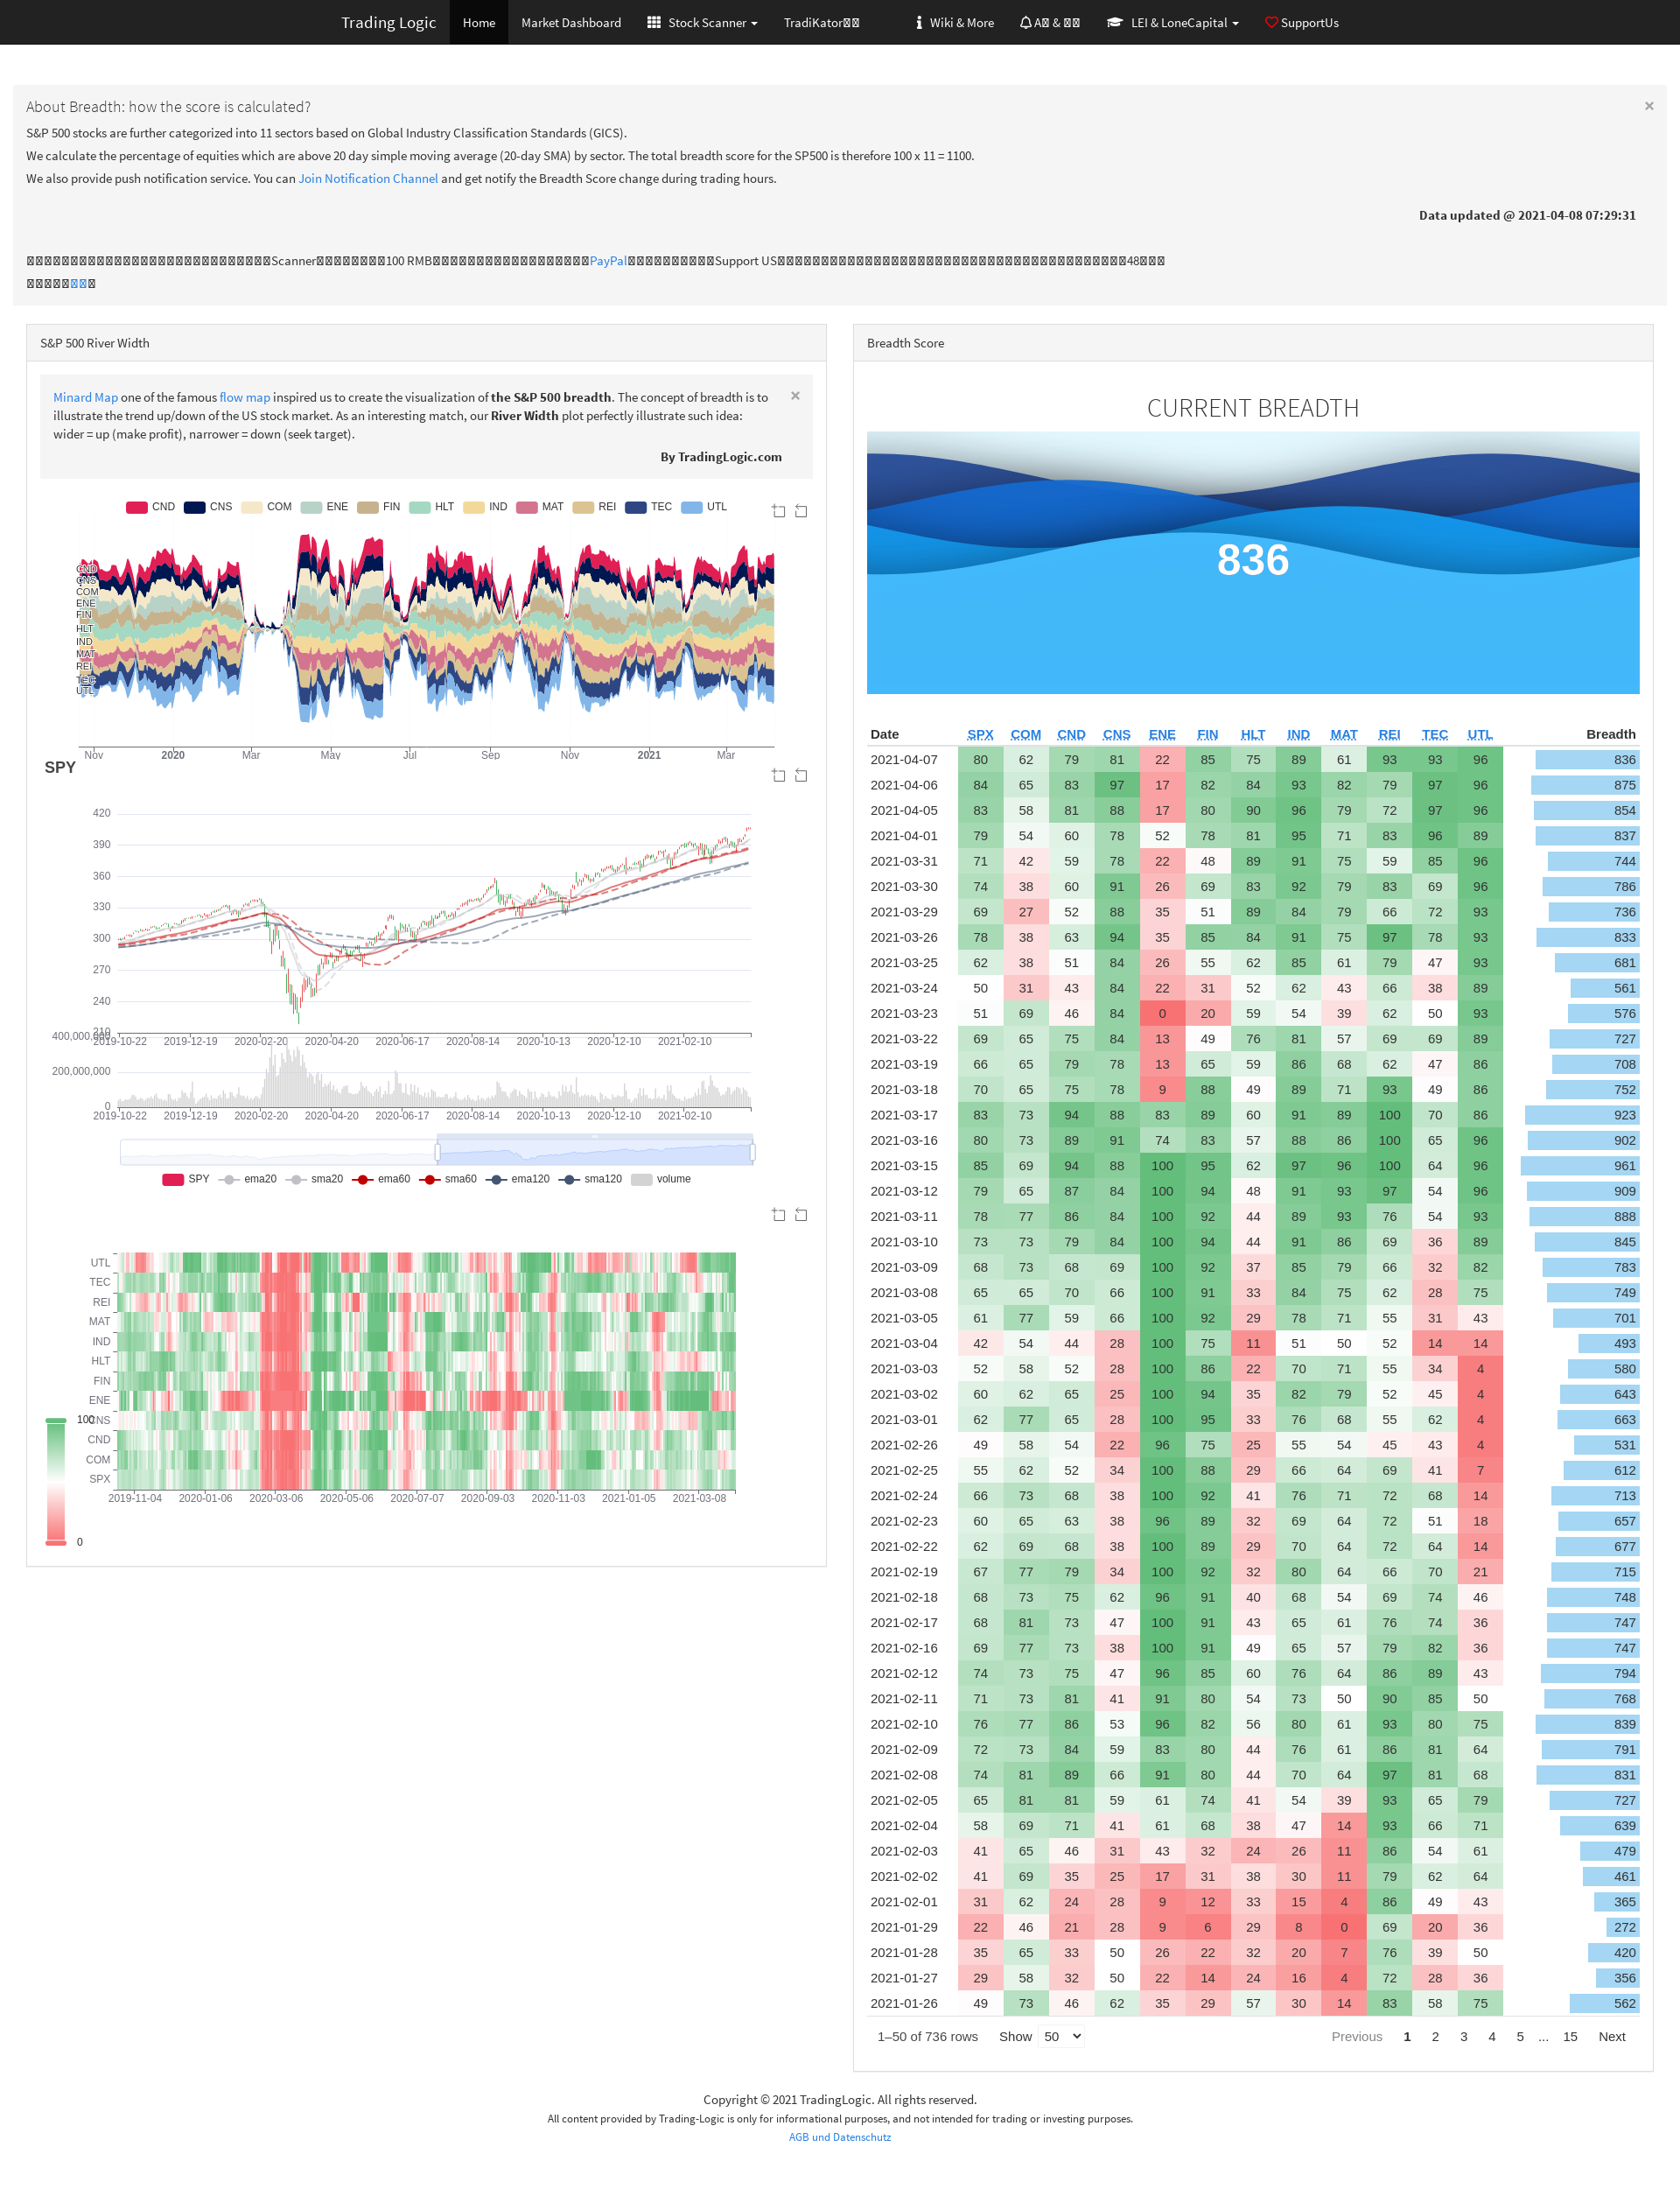 Trading Logic Home Market Dashboard Stock Scanner TradiKator Wiki & More A & LEI & LoneCapital SupportUs
About Breadth: how the score is calculated? ×
S&P 500 stocks are further categorized into 11 sectors based on Global Industry Classification Standards (GICS).
We calculate the percentage of equities which are above 20 day simple moving average (20-day SMA) by sector. The total breadth score for the SP500 is therefore 100 x 11 = 1100.
We also provide push notification service. You can Join Notification Channel and get notify the Breadth Score change during trading hours.
Data updated @ 2021-04-08 07:29:31
Scanner 100 RMB PayPal Support US 48
S&P 500 River Width
Minard Map one of the famous flow map inspired us to create the visualization of the S&P 500 breadth. The concept of breadth is to ×
illustrate the trend up/down of the US stock market. As an interesting match, our River Width plot perfectly illustrate such idea:
wider = up (make profit), narrower = down (seek target).
By TradingLogic.com
CND CNS COM ENE FIN HLT IND MAT REI TEC UTL
CND
CNS
COM
ENE
FIN
HLT
IND
MAT
REI
TEC
UTL
Nov 2020 Mar May Jul Sep Nov 2021 Mar
SPY
420
390
360
330
300
270
240
210
2019-10-22 2019-12-19 2020-02-20 2020-04-20 2020-06-17 2020-08-14 2020-10-13 2020-12-10 2021-02-10
400,000,000
200,000,000
0
2019-10-22 2019-12-19 2020-02-20 2020-04-20 2020-06-17 2020-08-14 2020-10-13 2020-12-10 2021-02-10
SPY ema20 sma20 ema60 sma60 ema120 sma120 volume
UTL
TEC
REI
MAT
IND
HLT
FIN
ENE
CNS
CND
COM
SPX
100
0
2019-11-04 2020-01-06 2020-03-06 2020-05-06 2020-07-07 2020-09-03 2020-11-03 2021-01-05 2021-03-08
Breadth Score
CURRENT BREADTH
836
Date SPX COM CND CNS ENE FIN HLT IND MAT REI TEC UTL Breadth
2021-04-07 80 62 79 81 22 85 75 89 61 93 93 96 836
2021-04-06 84 65 83 97 17 82 84 93 82 79 97 96 875
2021-04-05 83 58 81 88 17 80 90 96 79 72 97 96 854
2021-04-01 79 54 60 78 52 78 81 95 71 83 96 89 837
2021-03-31 71 42 59 78 22 48 89 91 75 59 85 96 744
2021-03-30 74 38 60 91 26 69 83 92 79 83 69 96 786
2021-03-29 69 27 52 88 35 51 89 84 79 66 72 93 736
2021-03-26 78 38 63 94 35 85 84 91 75 97 78 93 833
2021-03-25 62 38 51 84 26 55 62 85 61 79 47 93 681
2021-03-24 50 31 43 84 22 31 52 62 43 66 38 89 561
2021-03-23 51 69 46 84 0 20 59 54 39 62 50 93 576
2021-03-22 69 65 75 84 13 49 76 81 57 69 69 89 727
2021-03-19 66 65 79 78 13 65 59 86 68 62 47 86 708
2021-03-18 70 65 75 78 9 88 49 89 71 93 49 86 752
2021-03-17 83 73 94 88 83 89 60 91 89 100 70 86 923
2021-03-16 80 73 89 91 74 83 57 88 86 100 65 96 902
2021-03-15 85 69 94 88 100 95 62 97 96 100 64 96 961
2021-03-12 79 65 87 84 100 94 48 91 93 97 54 96 909
2021-03-11 78 77 86 84 100 92 44 89 93 76 54 93 888
2021-03-10 73 73 79 84 100 94 44 91 86 69 36 89 845
2021-03-09 68 73 68 69 100 92 37 85 79 66 32 82 783
2021-03-08 65 65 70 66 100 91 33 84 75 62 28 75 749
2021-03-05 61 77 59 66 100 92 29 78 71 55 31 43 701
2021-03-04 42 54 44 28 100 75 11 51 50 52 14 14 493
2021-03-03 52 58 52 28 100 86 22 70 71 55 34 4 580
2021-03-02 60 62 65 25 100 94 35 82 79 52 45 4 643
2021-03-01 62 77 65 28 100 95 33 76 68 55 62 4 663
2021-02-26 49 58 54 22 96 75 25 55 54 45 43 4 531
2021-02-25 55 62 52 34 100 88 29 66 64 69 41 7 612
2021-02-24 66 73 68 38 100 92 41 76 71 72 68 14 713
2021-02-23 60 65 63 38 96 89 32 69 64 72 51 18 657
2021-02-22 62 69 68 38 100 89 29 70 64 72 64 14 677
2021-02-19 67 77 79 34 100 92 32 80 64 66 70 21 715
2021-02-18 68 73 75 62 96 91 40 68 54 69 74 46 748
2021-02-17 68 81 73 47 100 91 43 65 61 76 74 36 747
2021-02-16 69 77 73 38 100 91 49 65 57 79 82 36 747
2021-02-12 74 73 75 47 96 85 60 76 64 86 89 43 794
2021-02-11 71 73 81 41 91 80 54 73 50 90 85 50 768
2021-02-10 76 77 86 53 96 82 56 80 61 93 80 75 839
2021-02-09 72 73 84 59 83 80 44 76 61 86 81 64 791
2021-02-08 74 81 89 66 91 80 44 70 64 97 81 68 831
2021-02-05 65 81 81 59 61 74 41 54 39 93 65 79 727
2021-02-04 58 69 71 41 61 68 38 47 14 93 66 71 639
2021-02-03 41 65 46 31 43 32 24 26 11 86 54 61 479
2021-02-02 41 69 35 25 17 31 38 30 11 79 62 64 461
2021-02-01 31 62 24 28 9 12 33 15 4 86 49 43 365
2021-01-29 22 46 21 28 9 6 29 8 0 69 20 36 272
2021-01-28 35 65 33 50 26 22 32 20 7 76 39 50 420
2021-01-27 29 58 32 50 22 14 24 16 4 72 28 36 356
2021-01-26 49 73 46 62 35 29 57 30 14 83 58 75 562
1–50 of 736 rows Show 50 Previous 1 2 3 4 5 ... 15 Next
Copyright © 2021 TradingLogic. All rights reserved.
All content provided by Trading-Logic is only for informational purposes, and not intended for trading or investing purposes.
AGB und Datenschutz